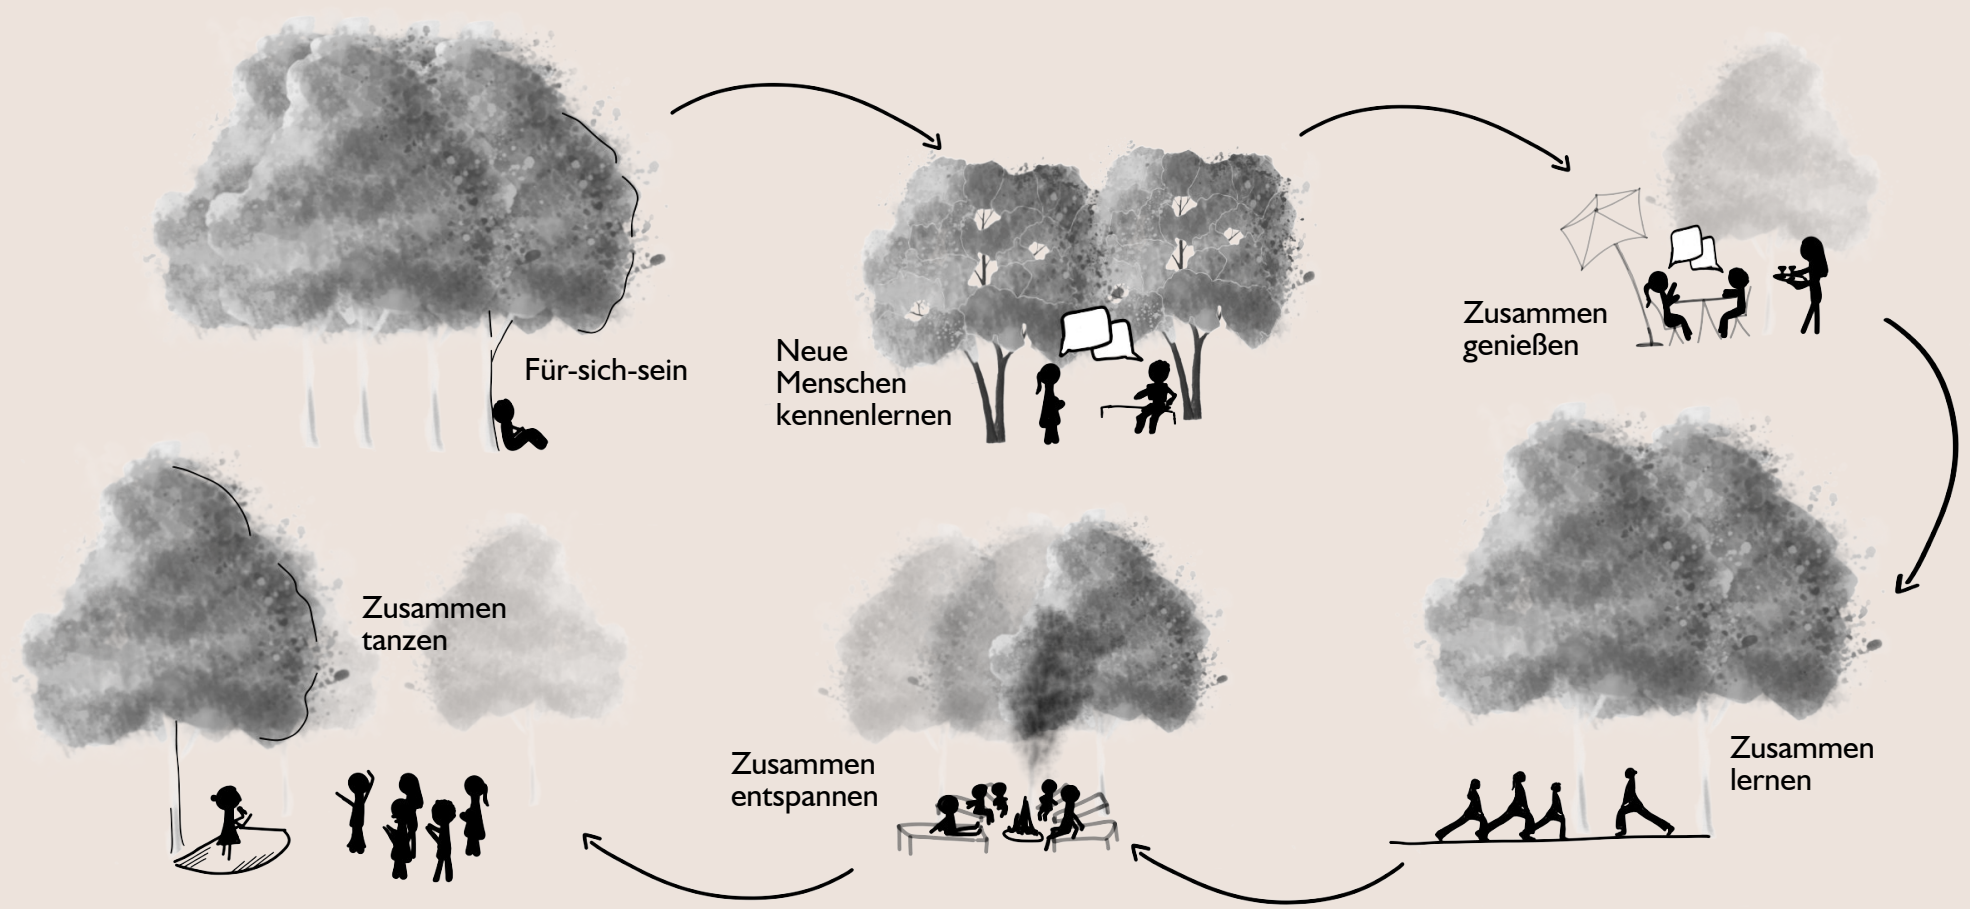 Für-sich-sein
Neue
Menschen
kennenlernen
Zusammen
genießen
Zusammen
lernen
Zusammen
entspannen
Zusammen
tanzen